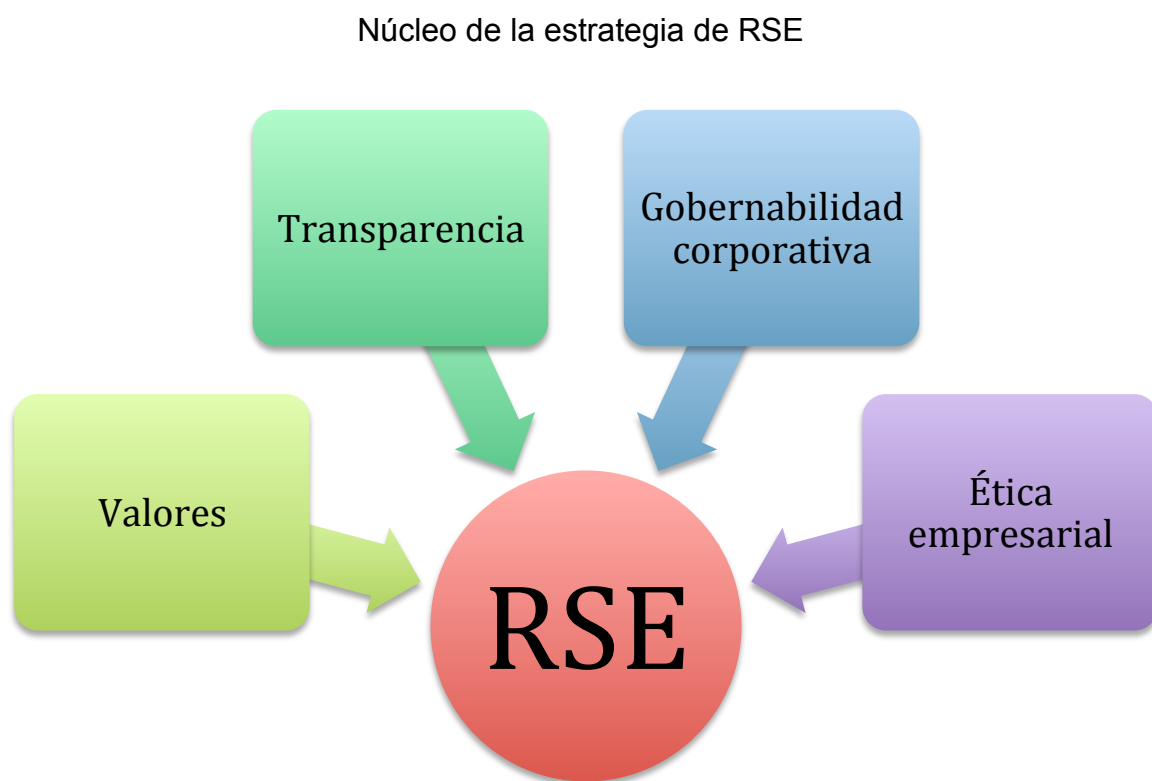 Núcleo de la estrategia de RSE
Transparencia
Gobernabilidad
corporativa
Valores
Ética
empresarial
RSE